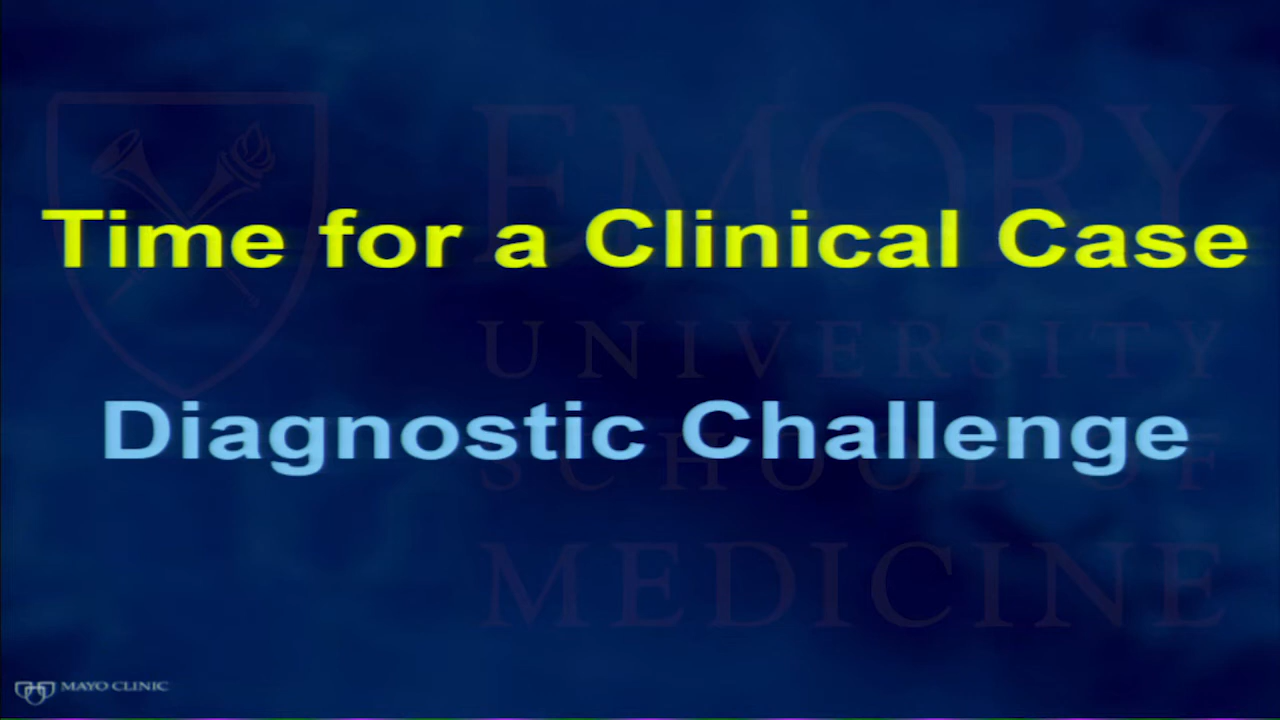 Time for a Clinical Case
Diagnostic Challenge
EMORY
UNIVERSITY
SCHOOL OF
MEDICINE
MAYO CLINIC